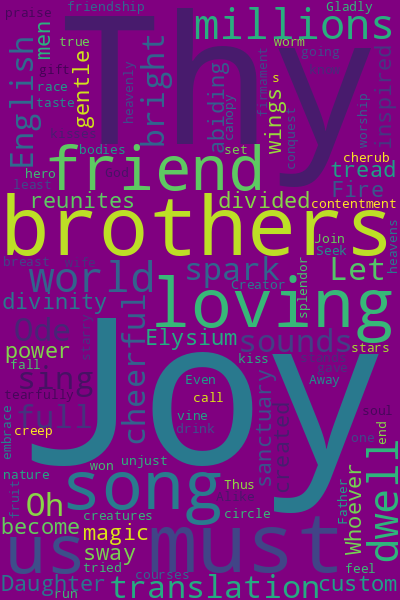 praise
friendship
Gladly
Thy
millions
men
true
worm
going
English
gift
race
taste
gentle
bright
heavenly
abiding
canopy
firmament
wings
s
conquest
inspired
worship
cherub
tread
Fire
friend
bodies
God
set
hero
least
reunites
divided
contentment
brothers
Join
Seek
heavens
breast
wife
world
spark
Let
Creator
splendor
divinity
cheerful
loving
Ode
Elysium
sounds
stars
power
kiss
fall
sing
tearfully
Joy
Even
Away
call
gave
soul
full
embrace
creep
vine
drink
sanctuary
created
one
end
nature
won
unjust
song
Thus
Father
Whoever
dwell
fruit
Oh
creatures
circle
become
magic
us
must
sway
tried
courses
feel
Daughter
run
translation
custom